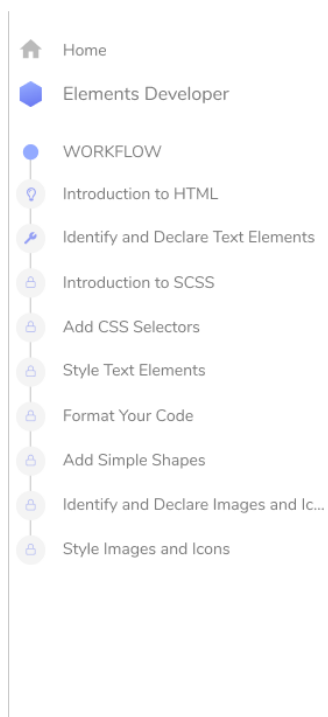 Home
Elements Developer
WORKFLOW
Introduction to HTML
Identify and Declare Text Elements
Introduction to SCSS
Add CSS Selectors
Style Text Elements
Format Your Code
Add Simple Shapes
Identify and Declare Images and Ic...
Style Images and Icons